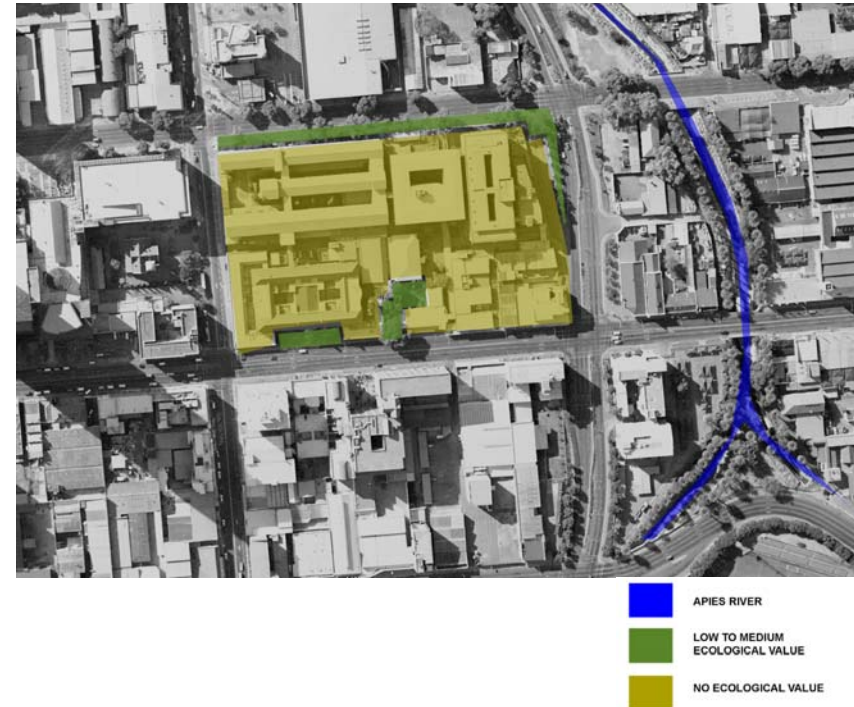 APIES RIVER
LOW TO MEDIUM
ECOLOGICAL VALUE
NO ECOLOGICAL VALUE